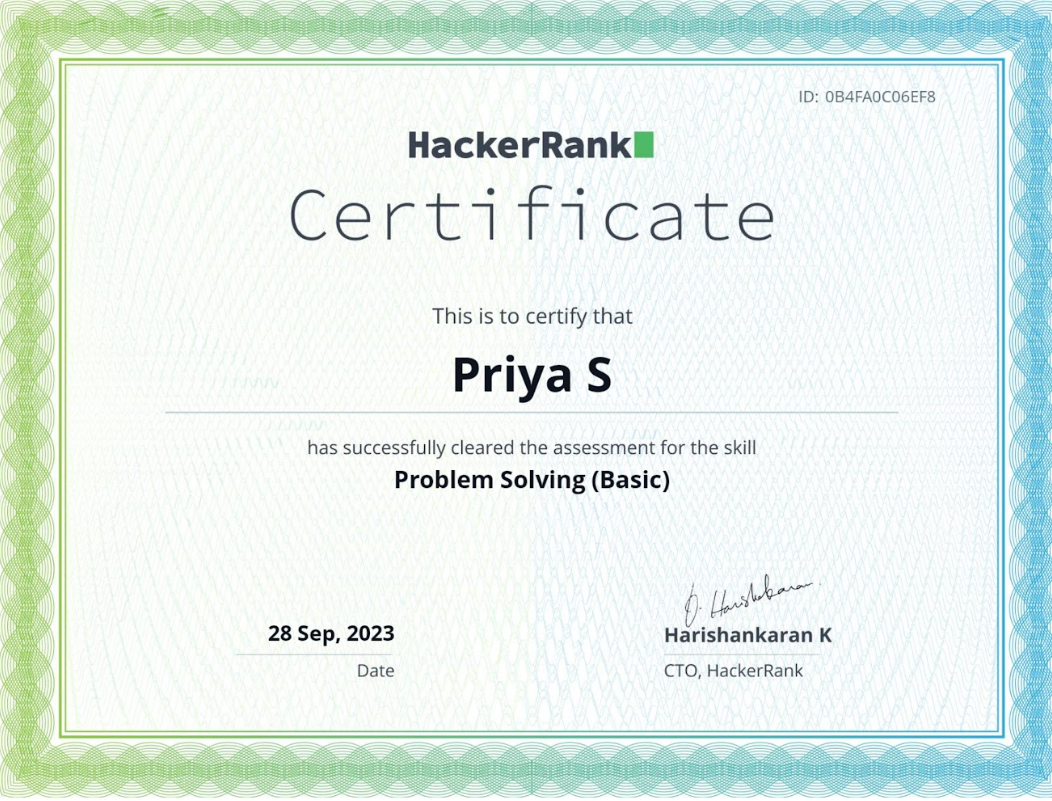 ID: 0B4FA0C06EF8
HackerRank
Certificate
This is to certify that
Priya S
has successfully cleared the assessment for the skill
Problem Solving (Basic)
28 Sep, 2023
Date
Harishankaran K
CTO, HackerRank